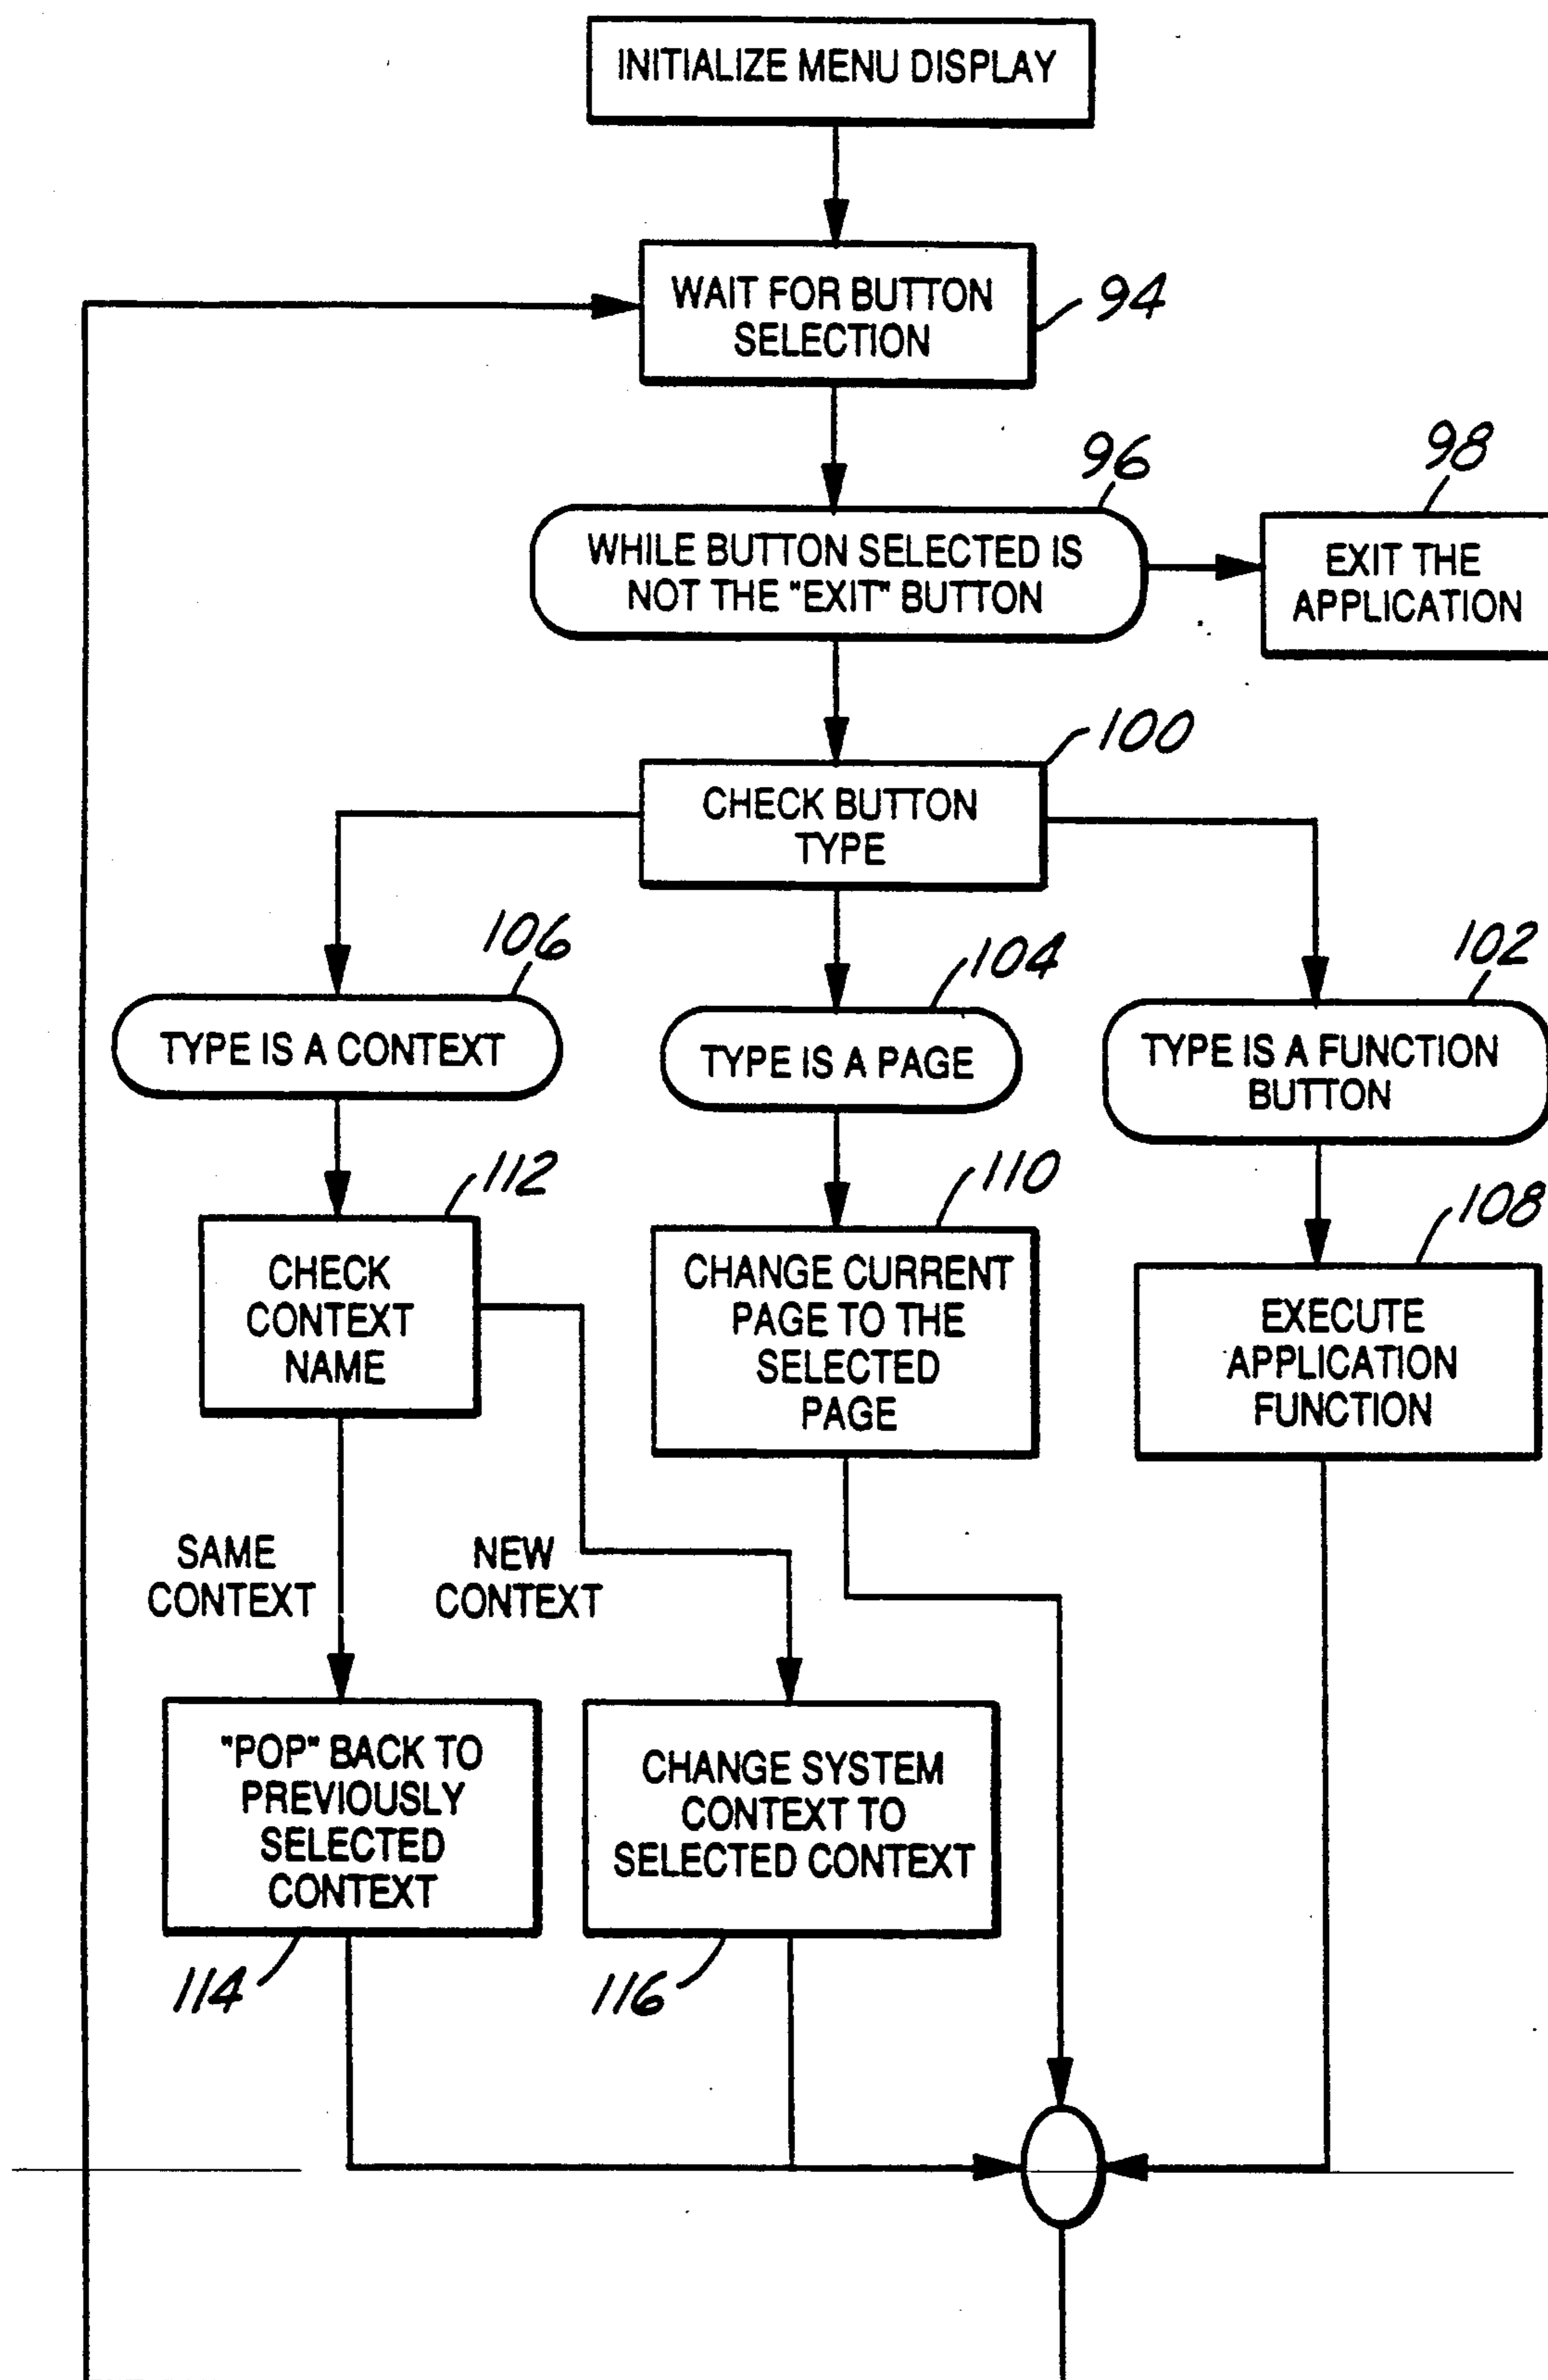 INITIALIZE MENU DISPLAY
WAIT FOR BUTTON
SELECTION
94
96
98
WHILE BUTTON SELECTED IS
NOT THE "EXIT" BUTTON
EXIT THE
APPLICATION
100
CHECK BUTTON
TYPE
106
104
102
TYPE IS A CONTEXT
TYPE IS A PAGE
TYPE IS A FUNCTION
BUTTON
112
110
108
CHECK
CONTEXT
NAME
CHANGE CURRENT
PAGE TO THE
SELECTED
PAGE
EXECUTE
APPLICATION
FUNCTION
SAME
CONTEXT
NEW
CONTEXT
"POP" BACK TO
PREVIOUSLY
SELECTED
CONTEXT
CHANGE SYSTEM
CONTEXT TO
SELECTED CONTEXT
114
116